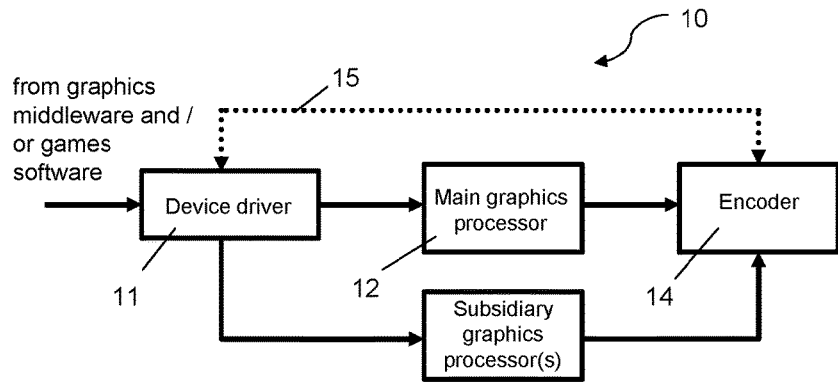 10
from graphics
middleware and /
or games
software
15
Device driver
Main graphics
processor
Encoder
11
12
14
Subsidiary
graphics
processor(s)